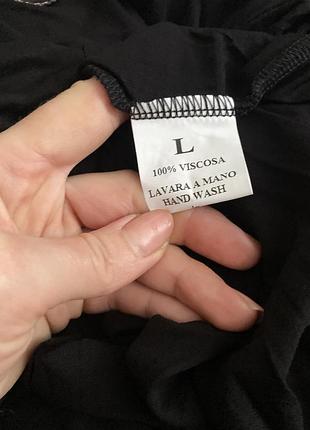 L
100% VISCOSA
LAVARA A MANO
HAND WASH